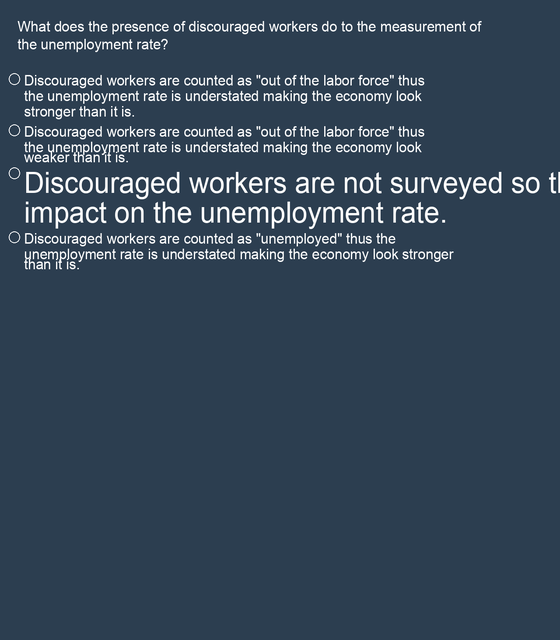 What does the presence of discouraged workers do to the measurement of
the unemployment rate?
Discouraged workers are counted as "out of the labor force" thus
the unemployment rate is understated making the economy look
stronger than it is.
Discouraged workers are counted as "out of the labor force" thus
the unemployment rate is understated making the economy look
weaker than it is.
Discouraged workers are not surveyed so
impact on the unemployment rate.
Discouraged workers are counted as "unemployed" thus the
unemployment rate is understated making the economy look stronger
than it is.